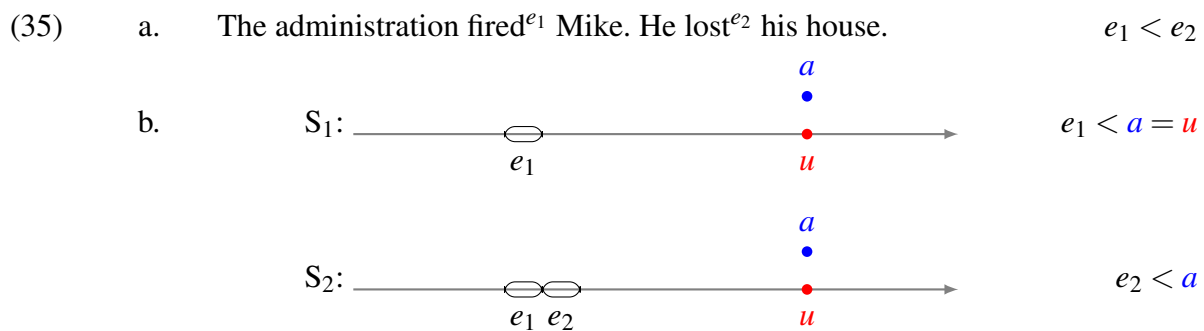 (35) a. The administration fired^e₁ Mike. He lost^e₂ his house. e₁ < e₂
a
b. S₁: e₁ < a = u
e₁ u
a
S₂: e₂ < a
e₁ e₂ u